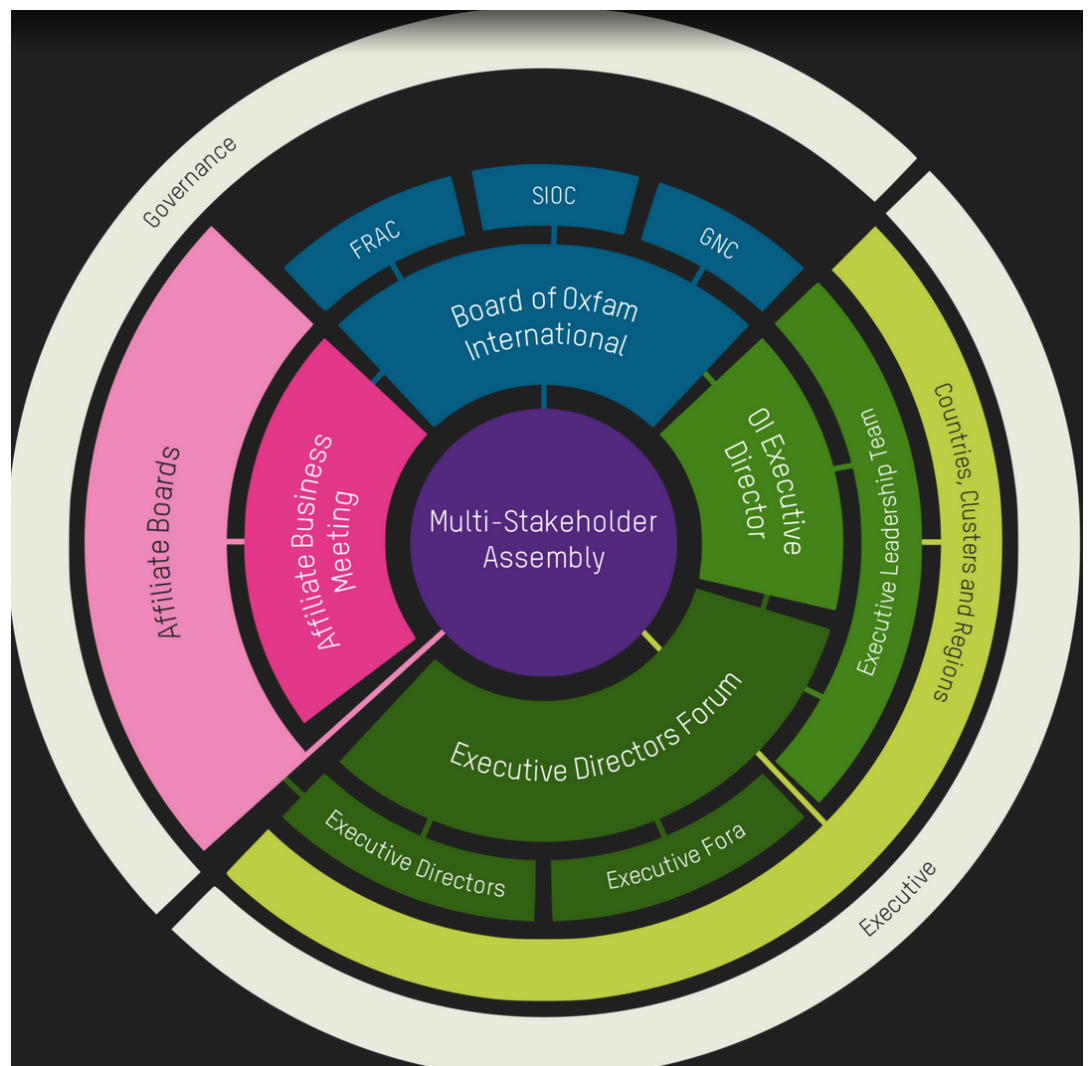 Governance
FRAC
SIOC
GNC
Board of Oxfam
International
Affiliate Boards
Affiliate Business
Meeting
Multi-Stakeholder
Assembly
OI Executive
Director
Executive Leadership Team
Countries, Clusters and Regions
Executive Directors Forum
Executive Directors
Executive Fora
Executive